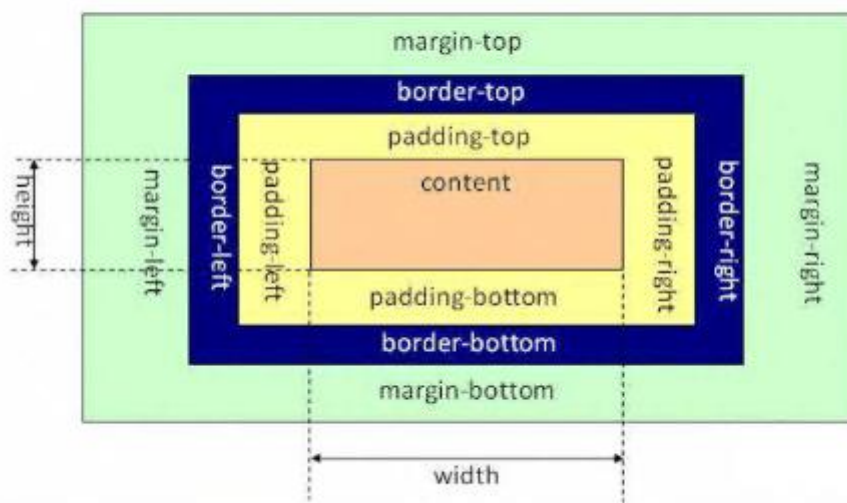 margin-top
border-top
padding-top
content
height
margin-left
border-left
padding-left
padding-right
border-right
margin-right
padding-bottom
border-bottom
margin-bottom
width